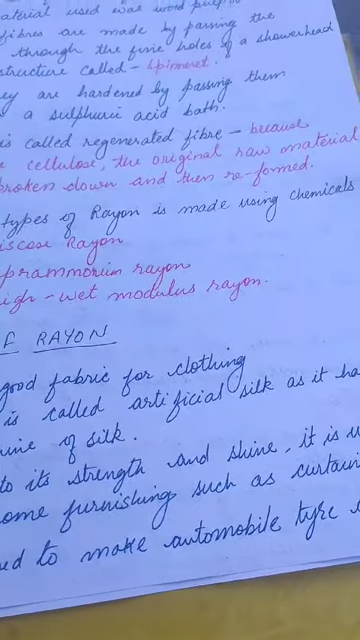 material used was wood pulp
fibres are made by passing the
through the fine holes of a showerhead
structure called - spinneret.
ey are hardened by passing them
a sulphuric acid bath.
is called regenerated fibre - because
cellulose, the original raw material
broken down and then re-formed.
types of Rayon is made using chemicals
iscose Rayon
prammonium rayon
igh - wet modulus rayon.
F RAYON
good fabric for clothing
is called artificial silk as it ha
ine of silk.
to its strength and shine, it is u
ome furnishing such as curtain
ed to make automobile tyre